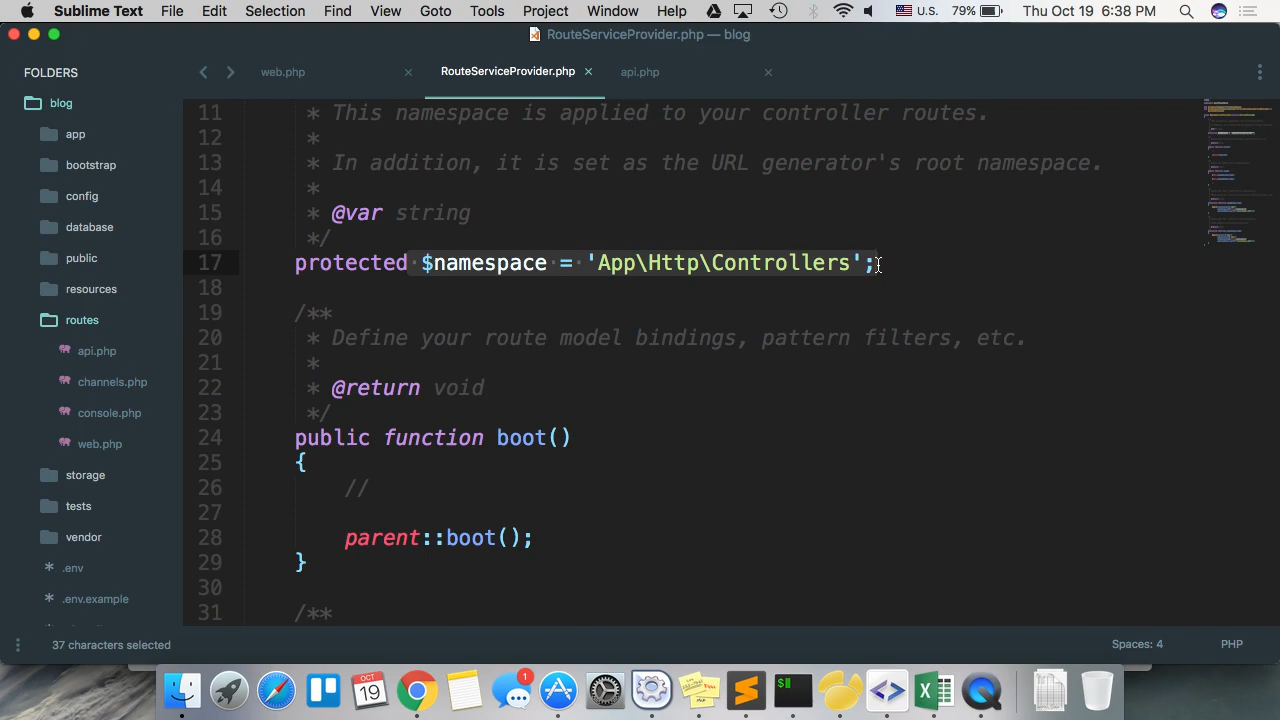 Sublime Text File Edit Selection Find View Goto Tools Project Window Help U.S. 79% Thu Oct 19 6:38 PM
RouteServiceProvider.php — blog
FOLDERS
blog
app
bootstrap
config
database
public
resources
routes
api.php
channels.php
console.php
web.php
storage
tests
vendor
.env
.env.example
web.php × RouteServiceProvider.php × api.php ×
11 * This namespace is applied to your controller routes.
12 *
13 * In addition, it is set as the URL generator's root namespace.
14 *
15 * @var string
16 */
17 protected $namespace = 'App\Http\Controllers';
18
19 /**
20 * Define your route model bindings, pattern filters, etc.
21 *
22 * @return void
23 */
24 public function boot()
25 {
26 //
27
28 parent::boot();
29 }
30
31 /**
37 characters selected Spaces: 4 PHP
OCT
19
1
$